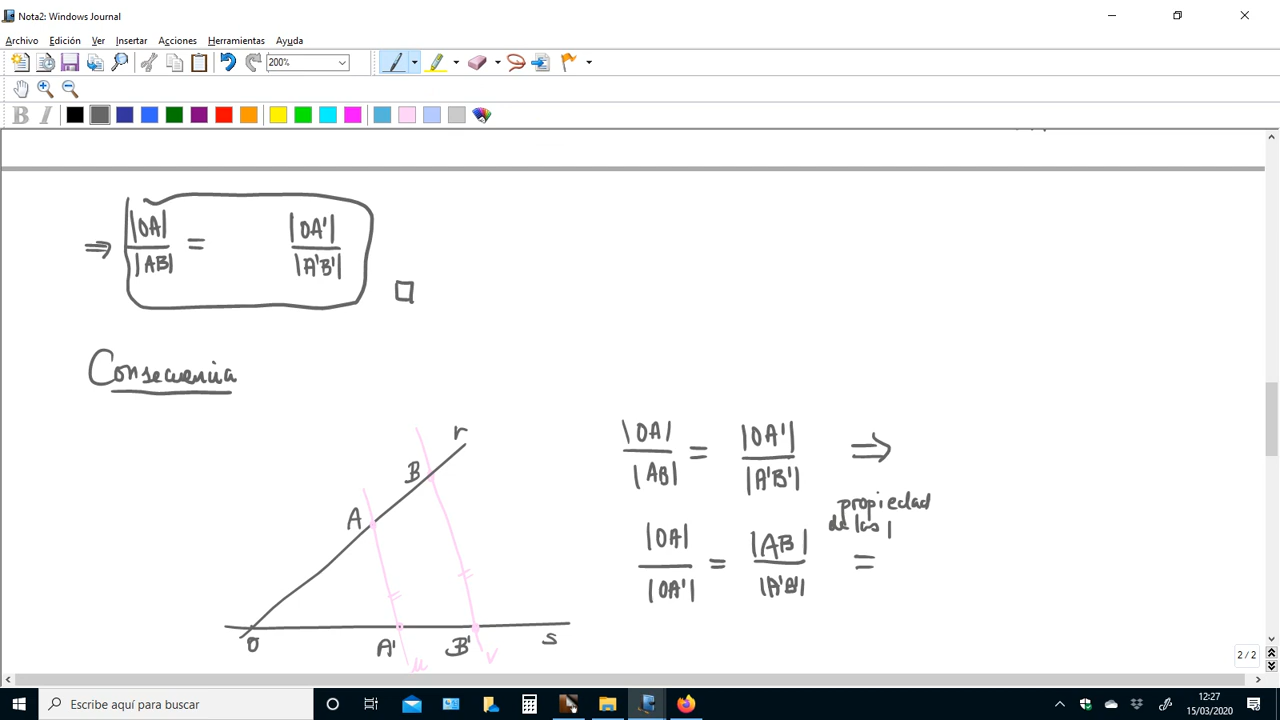 Nota2: Windows Journal
Archivo Edición Ver Insertar Acciones Herramientas Ayuda
200%
B I
⇒ |OA| / |AB| = |OA'| / |A'B'| □
Consecuencia
r
B
A
O A' B' s
u v
|OA| / |AB| = |OA'| / |A'B'| ⇒
propiedad
de las
|OA| / |OA'| = |AB| / |A'B'| =
2 / 2
Escribe aquí para buscar
12:27
15/03/2020